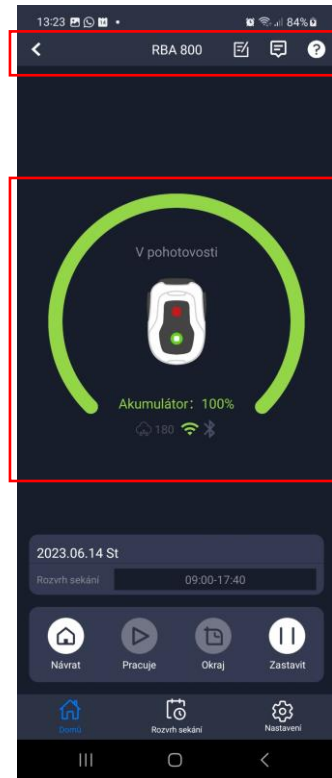 13:23 84%
RBA 800
V pohotovosti
Akumulátor: 100%
180
2023.06.14 St
Rozvrh sekání 09:00-17:40
Návrat Pracuje Okraj Zastavit
Domů Rozvrh sekání Nastavení